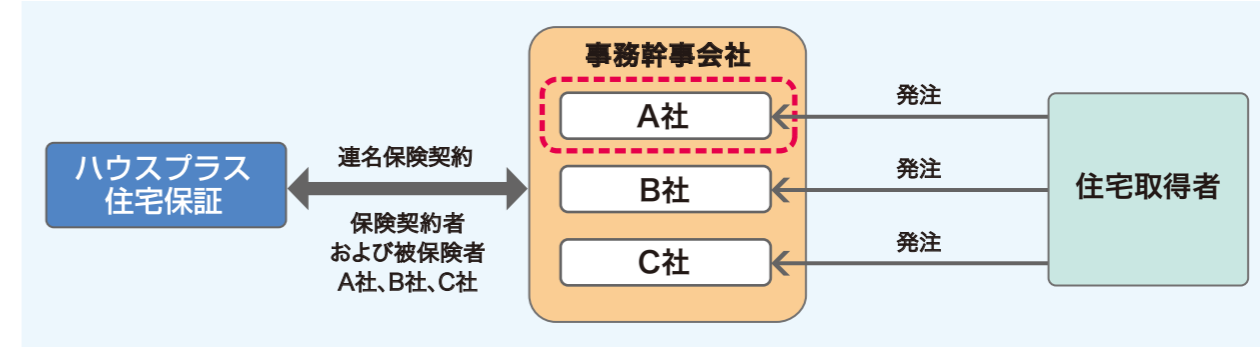 ハウスプラス
住宅保証
連名保険契約
保険契約者
および被保険者
A社、B社、C社
事務幹事会社
A社
B社
C社
発注
発注
発注
住宅取得者